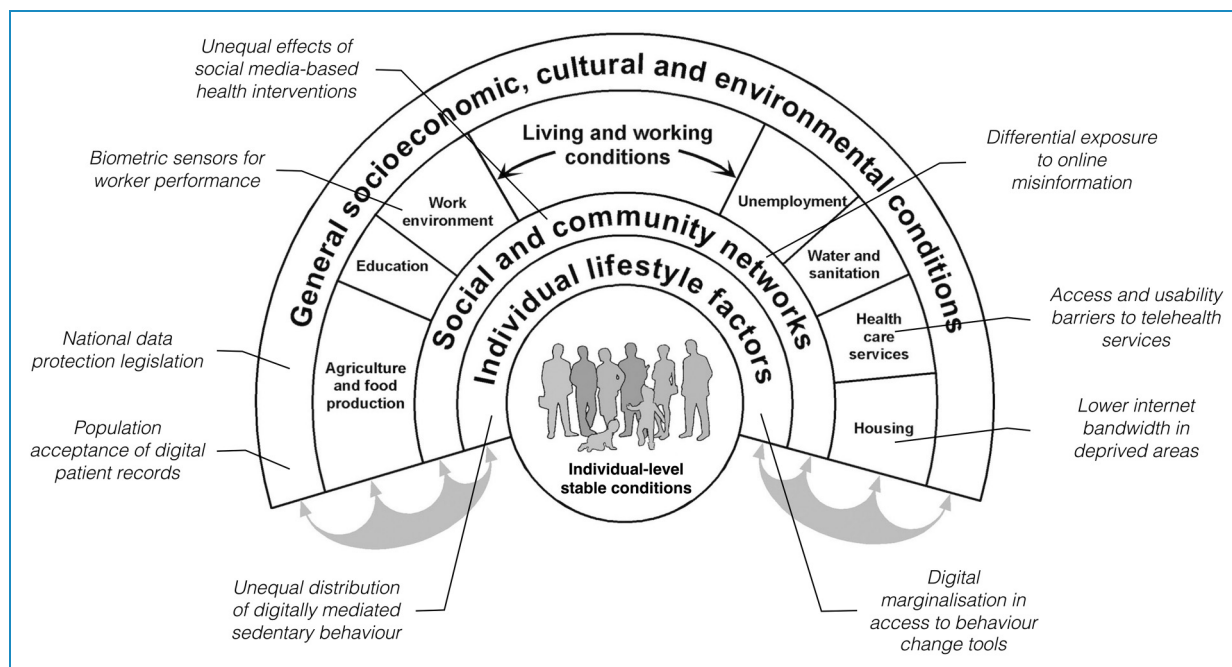 Unequal effects of
social media-based
health interventions
Biometric sensors for
worker performance
National data
protection legislation
Population
acceptance of digital
patient records
Unequal distribution
of digitally mediated
sedentary behaviour
General socioeconomic, cultural and environmental conditions
Living and working
conditions
Agriculture
and food
production
Education
Work
environment
Unemployment
Water and
sanitation
Health
care
services
Housing
Social and community networks
Individual lifestyle factors
Individual-level
stable conditions
Differential exposure
to online
misinformation
Access and usability
barriers to telehealth
services
Lower internet
bandwidth in
deprived areas
Digital
marginalisation in
access to behaviour
change tools